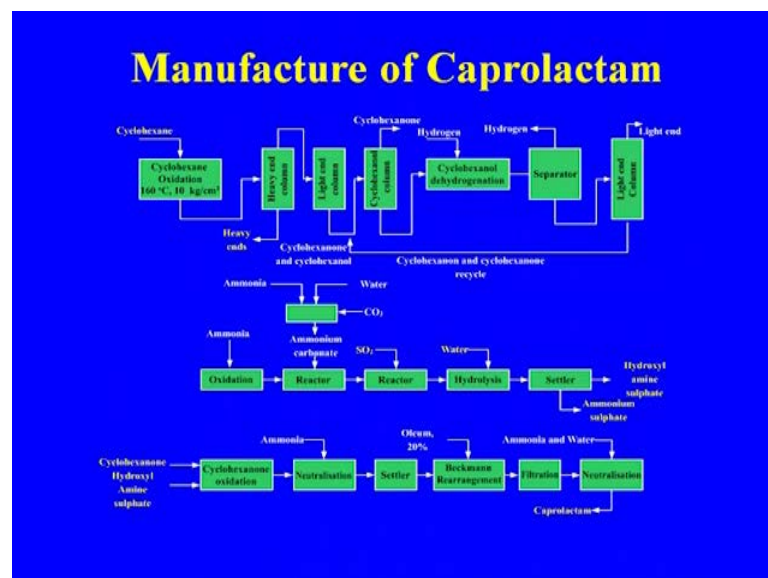 Manufacture of Caprolactam
Cyclohexane
Cyclohexane
Oxidation
160 °C, 10 kg/cm²
Heavy end
column
Heavy
ends
Light end
column
Cyclohexanone
and cyclohexanol
Cyclohexanone
Cyclohexanol
column
Hydrogen
Cyclohexanol
dehydrogenation
Hydrogen
Separator
Light end
Light end
Column
Cyclohexanon and cyclohexanone
recycle
Ammonia
Water
CO₂
Ammonium
carbonate
Ammonia
Oxidation
Reactor
SO₂
Reactor
Water
Hydrolysis
Settler
Hydroxyl
amine
sulphate
Ammonium
sulphate
Cyclohexanone
Hydroxyl
Amine
sulphate
Cyclohexanone
oxidation
Ammonia
Neutralisation
Settler
Oleum,
20%
Beckmann
Rearrangement
Filtration
Ammonia and Water
Neutralisation
Caprolactam